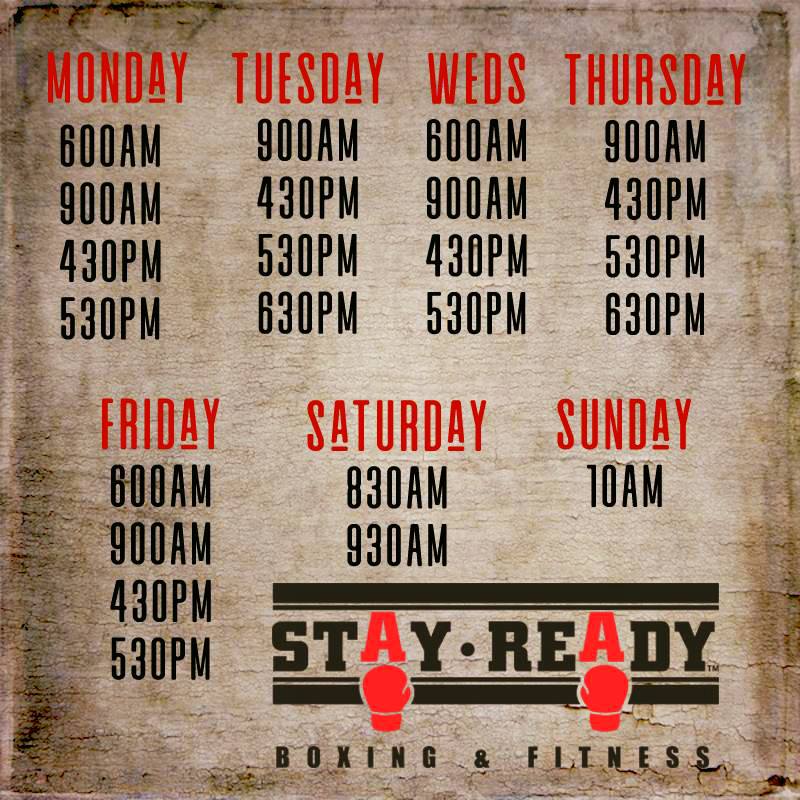 MONDAY TUESDAY WEDS THURSDAY
600AM 900AM 600AM 900AM
900AM 430PM 900AM 430PM
430PM 530PM 430PM 530PM
530PM 630PM 530PM 630PM
FRIDAY SATURDAY SUNDAY
600AM 830AM 10AM
900AM 930AM
430PM
530PM
STAY·READY™
BOXING & FITNESS